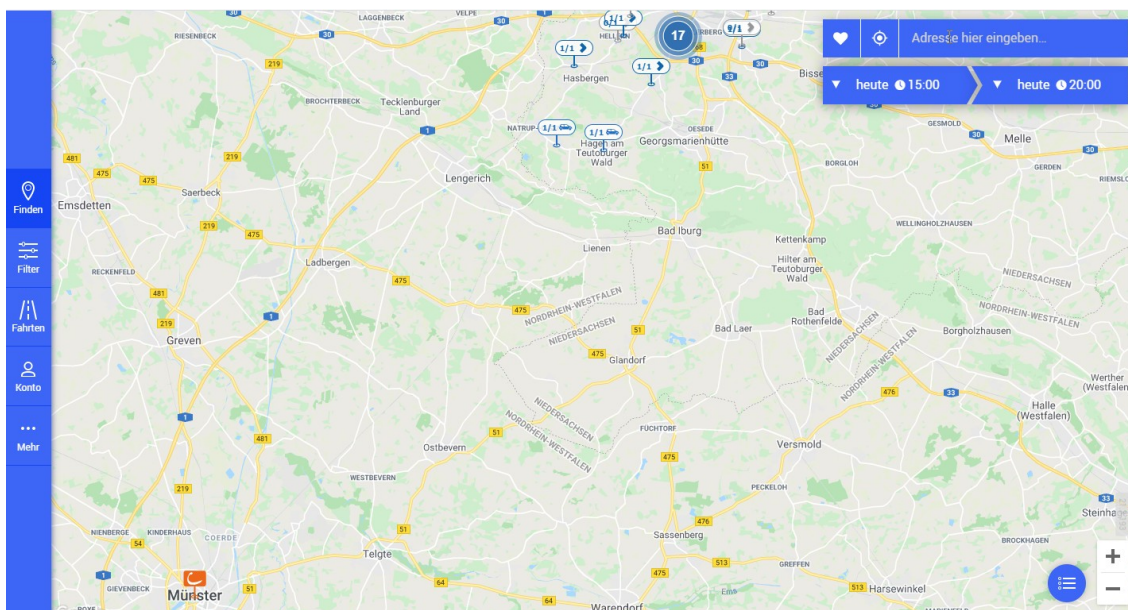 Finden
Filter
Fahrten
Konto
Mehr
Adresse hier eingeben...
heute 15:00
heute 20:00
LAGGENBECK
VELPE
30
RIESENBECK
30
1/1
17
1/1
1/1
30
33
219
Hasbergen
BROCHTERBECK
Tecklenburger
Land
1
NATRUP-
1/1
1/1
Hagen am
Teutoburger
Wald
OESEDE
Georgsmarienhütte
GESMOLD
30
Melle
30
481
475
475
219
51
BORGLOH
GERDEN
Saerbeck
Lengerich
Emsdetten
219
475
Bad Iburg
WELLINGHOLZHAUSEN
Kettenkamp
Lienen
Hilter am
Teutoburger
Wald
Ladbergen
RECKENFELD
475
481
NORDRHEIN-WESTFALEN
NIEDERSACHSEN
NIEDERSACHSEN
NORDRHEIN-WESTFALEN
219
1
51
Bad Laer
Bad
Rothenfelde
NIEDERSACHSEN
NORDRHEIN-WESTFALEN
Borgholzhausen
Greven
475
Glandorf
Werther
(Westfalen
476
33
1
NIEDERSACHSEN
NORDRHEIN-WESTFALEN
Halle
(Westfalen)
481
51
FÜCHTORF
Ostbevern
475
Versmold
WESTBEVERN
219
PECKELOH
33
476
NIENBERGE
KINDERHAUS
COERDE
54
51
Sassenberg
BROCKHAGEN
Telgte
513
GREFFEN
1
475
GIEVENBECK
Münster
51
64
64
513
Harsewinkel
Warendorf